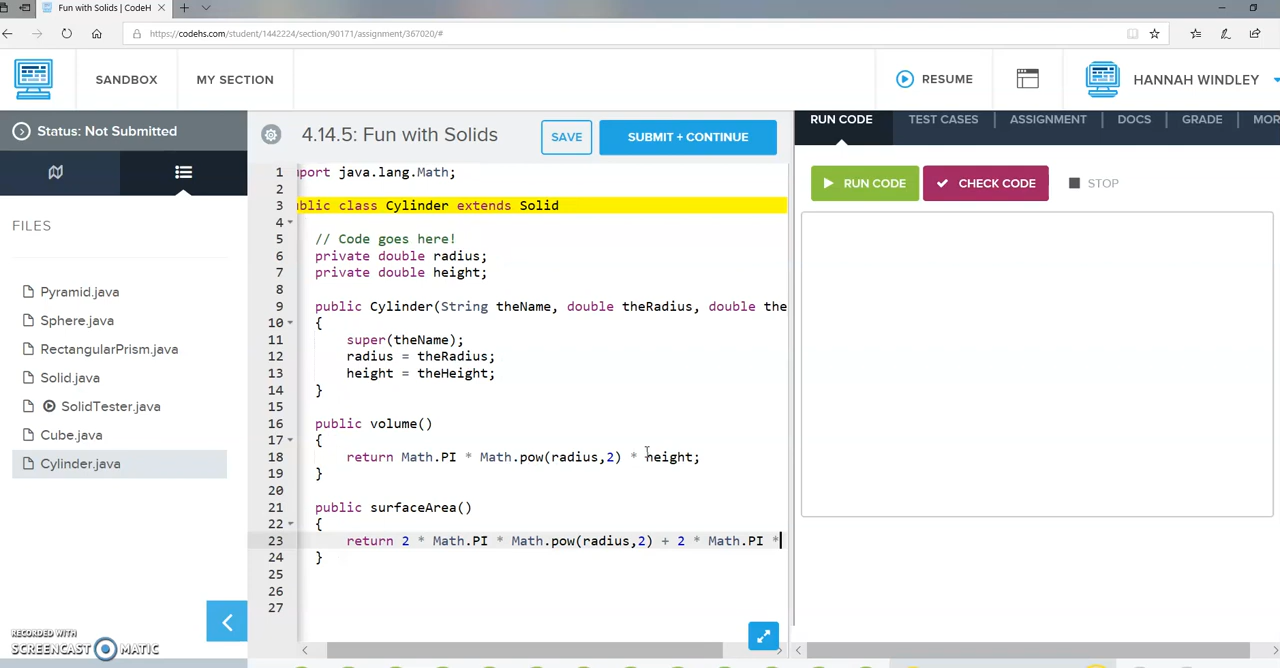 Fun with Solids | CodeH
https://codehs.com/student/1442224/section/90171/assignment/367020/#
SANDBOX
MY SECTION
RESUME
HANNAH WINDLEY
Status: Not Submitted
4.14.5: Fun with Solids
SAVE
SUBMIT + CONTINUE
RUN CODE
TEST CASES
ASSIGNMENT
DOCS
GRADE
MOR
RUN CODE
CHECK CODE
STOP
FILES
Pyramid.java
Sphere.java
RectangularPrism.java
Solid.java
SolidTester.java
Cube.java
Cylinder.java
1 port java.lang.Math;
2
3 blic class Cylinder extends Solid
4
5 // Code goes here!
6 private double radius;
7 private double height;
8
9 public Cylinder(String theName, double theRadius, double the
10 {
11 super(theName);
12 radius = theRadius;
13 height = theHeight;
14 }
15
16 public volume()
17 {
18 return Math.PI * Math.pow(radius,2) * height;
19 }
20
21 public surfaceArea()
22 {
23 return 2 * Math.PI * Math.pow(radius,2) + 2 * Math.PI *
24 }
25
26
27
RECORDED WITH
SCREENCAST MATIC